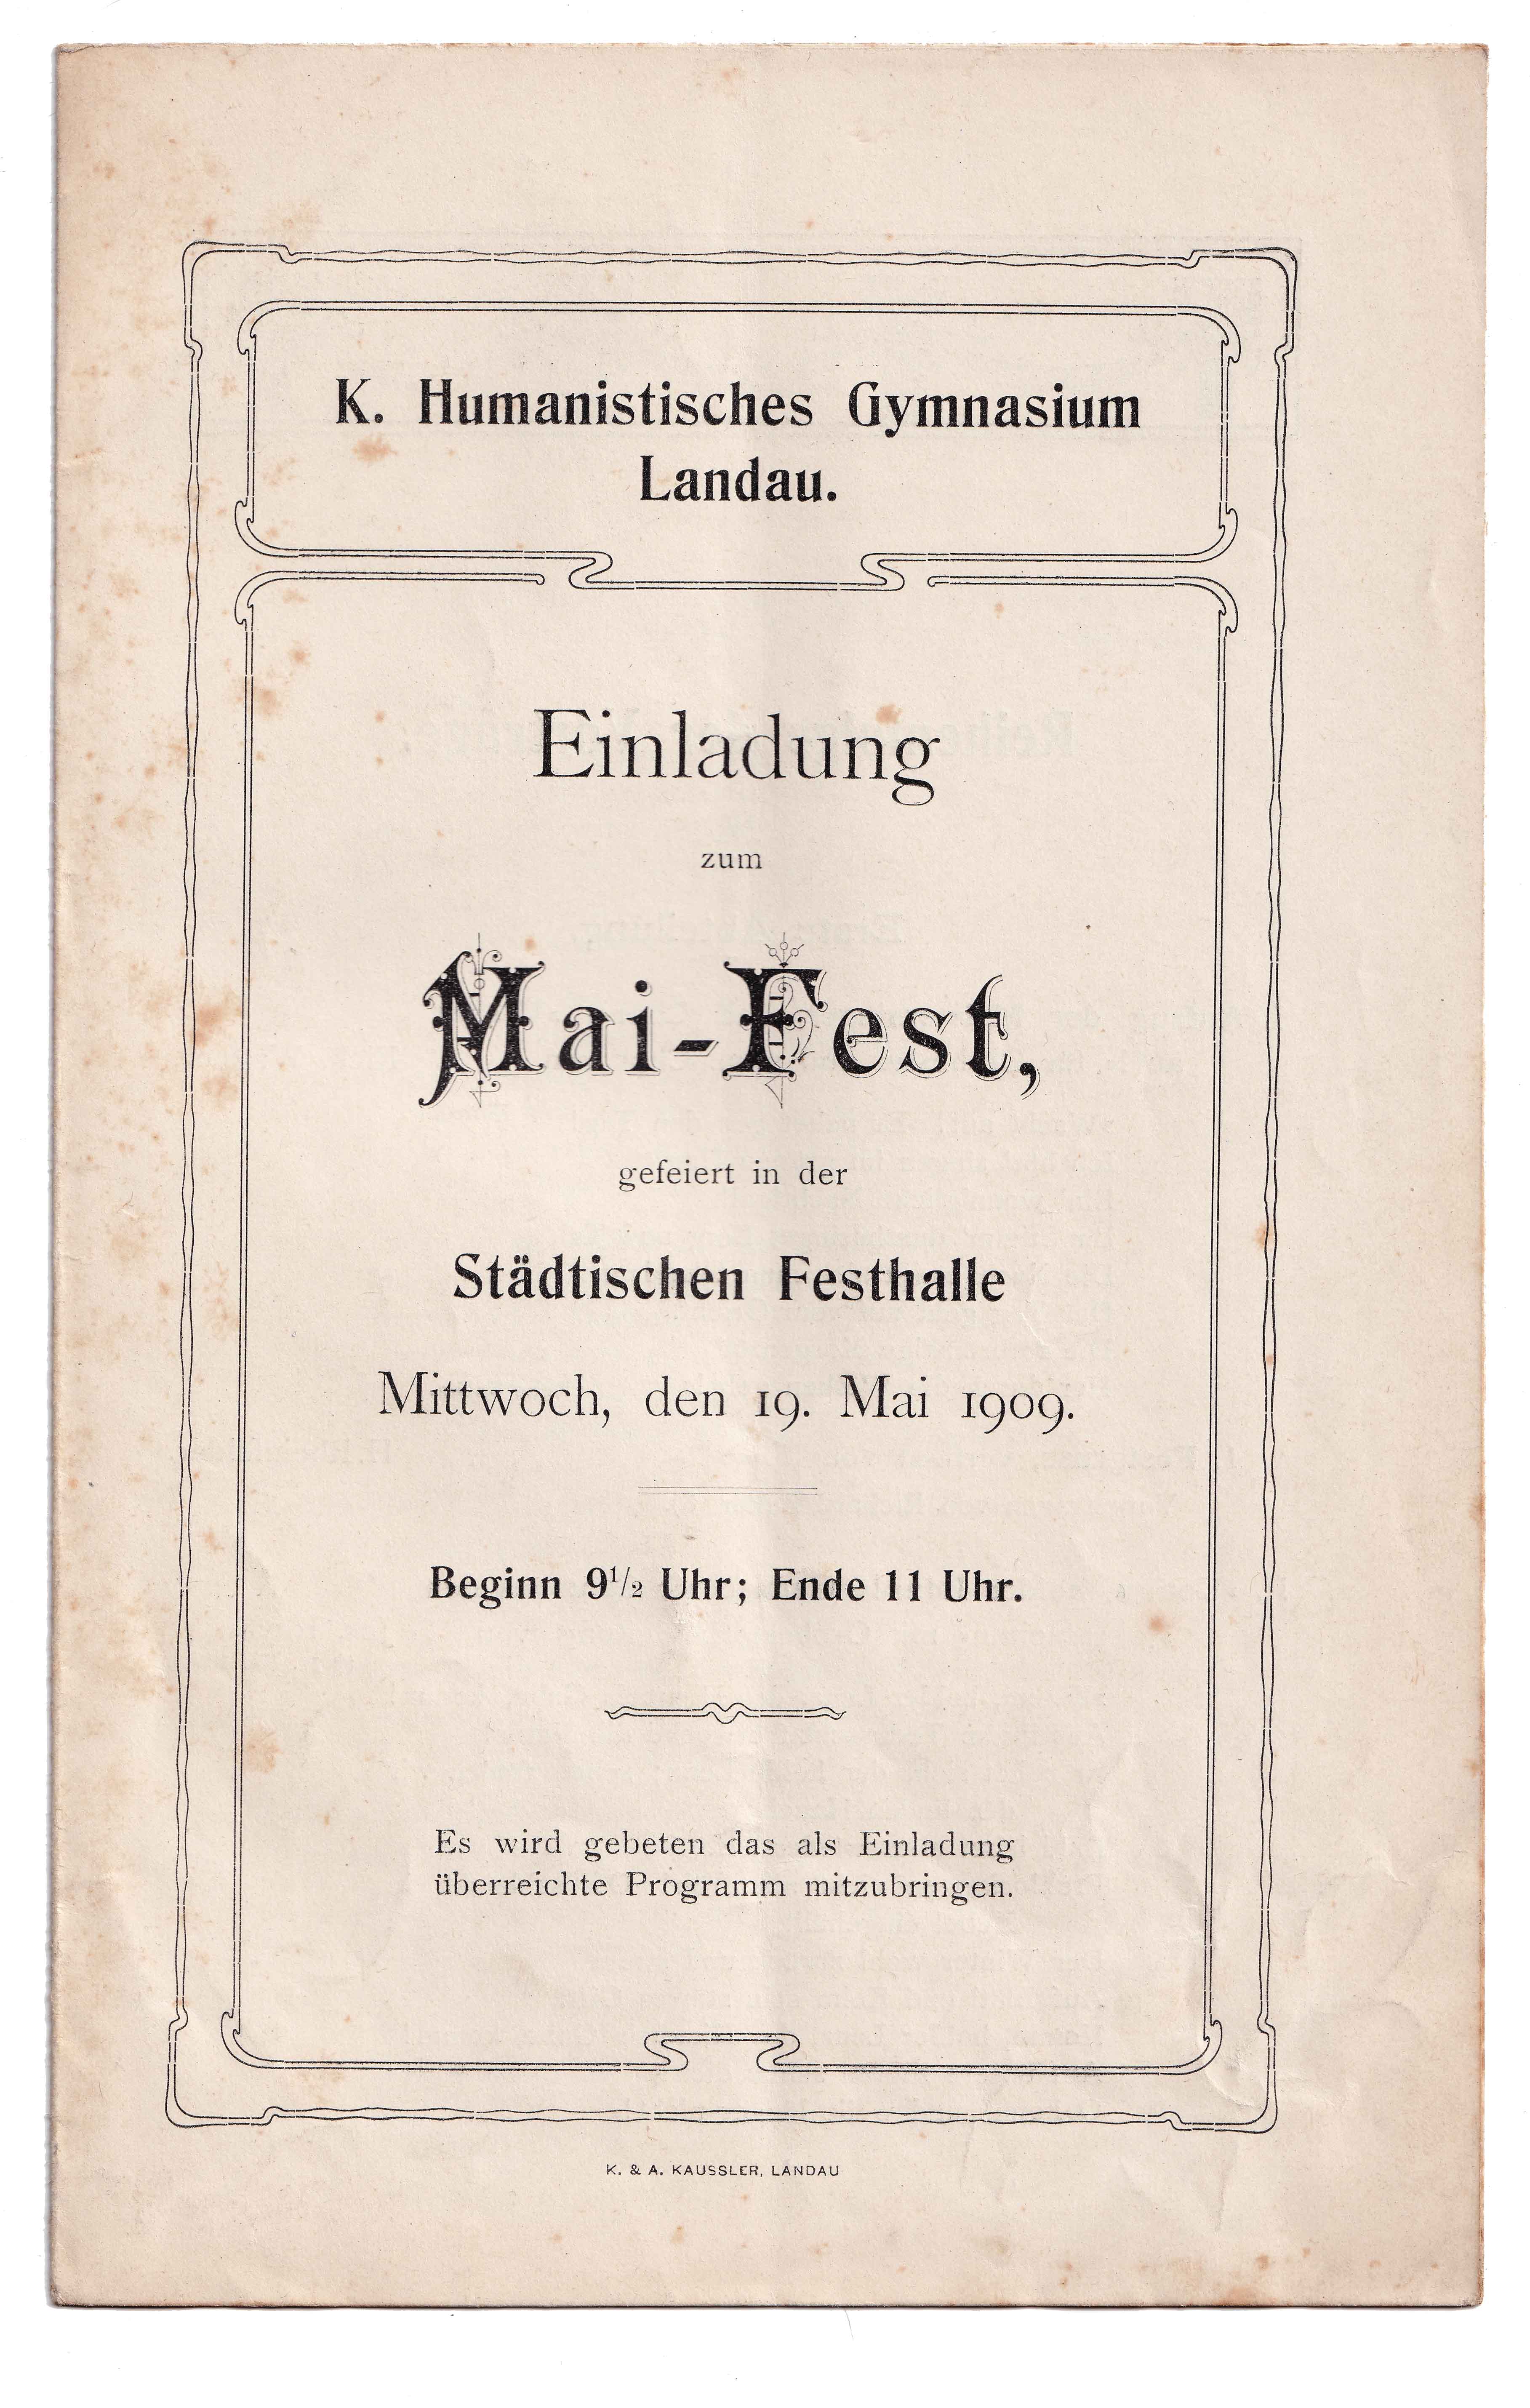 K. Humanistisches Gymnasium
Landau.
Einladung
zum
Mai-Fest,
gefeiert in der
Städtischen Festhalle
Mittwoch, den 19. Mai 1909.
Beginn 9½ Uhr; Ende 11 Uhr.
Es wird gebeten das als Einladung
überreichte Programm mitzubringen.
K. & A. KAUSSLER, LANDAU